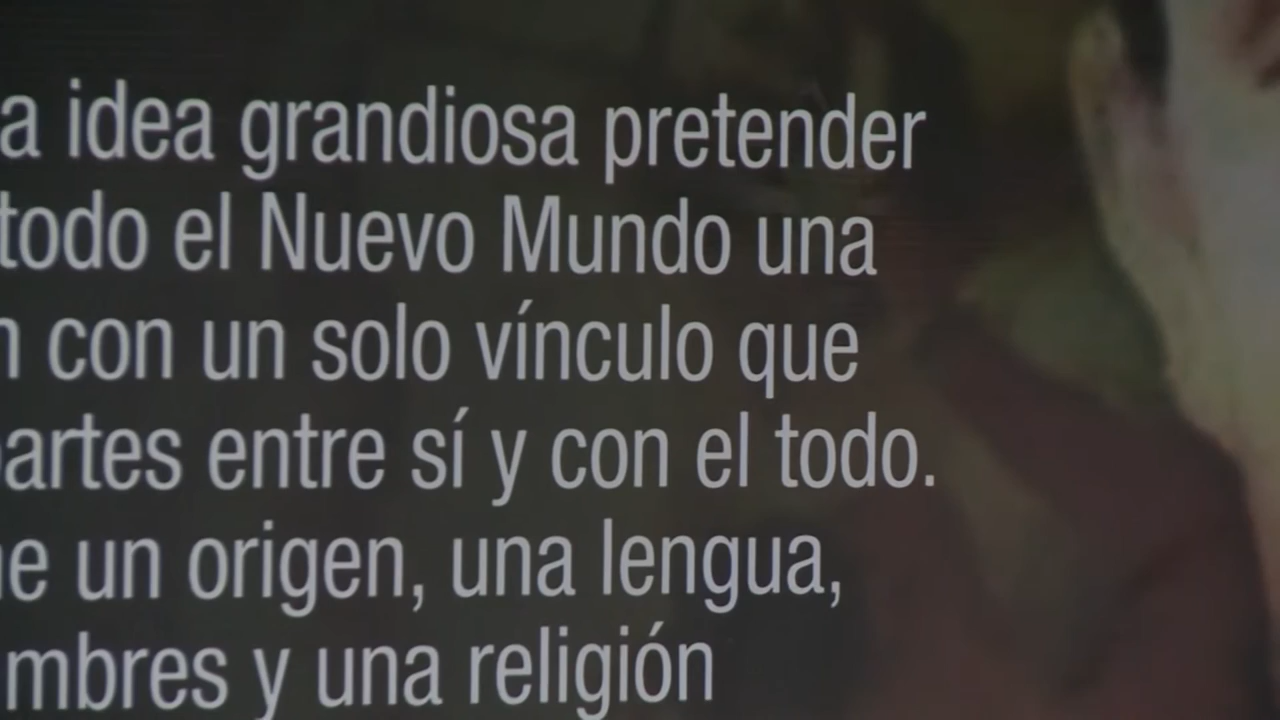 a idea grandiosa pretender
todo el Nuevo Mundo una
n con un solo vínculo que
partes entre sí y con el todo.
e un origen, una lengua,
mbres y una religión